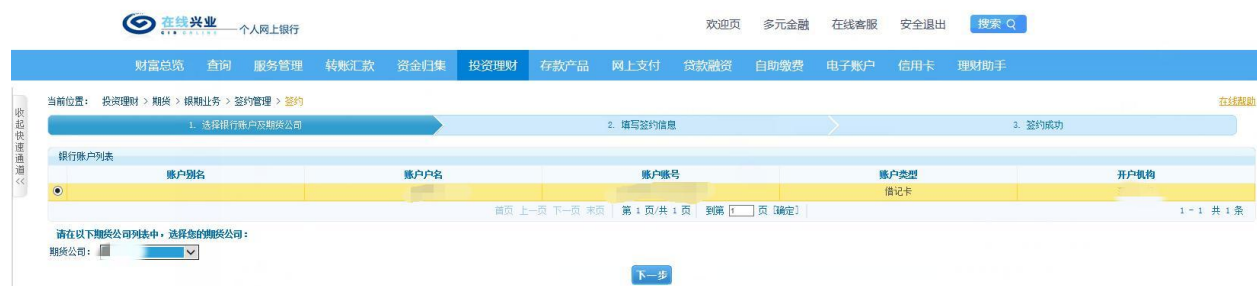 在线兴业 个人网上银行 欢迎页 多元金融 在线客服 安全退出 搜索
财富总览 查询 服务管理 转账汇款 资金归集 投资理财 存款产品 网上支付 贷款融资 自助缴费 电子账户 信用卡 理财助手
收起快速通道<<
当前位置: 投资理财 > 期货 > 银期业务 > 签约管理 > 签约 在线帮助
1. 选择银行账户及期货公司 2. 填写签约信息 3. 签约成功
银行账户列表
账户别名 账户户名 账户账号 账户类型 开户机构
借记卡
首页 上一页 下一页 末页 第 1 页/共 1 页 到第 1 页 [确定] 1 - 1 共 1 条
请在以下期货公司列表中,选择您的期货公司:
期货公司:
下一步